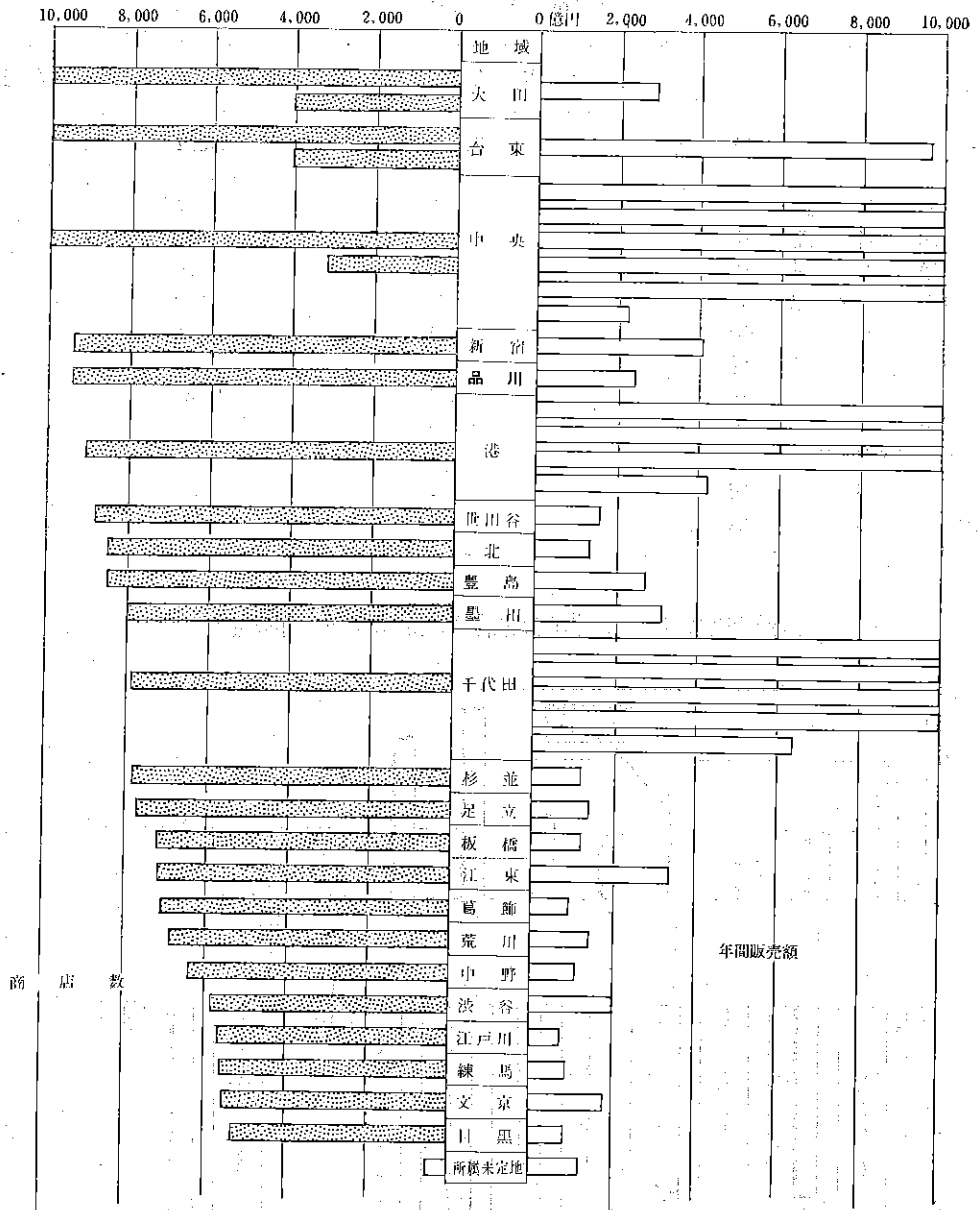 10,000 8,000 6,000 4,000 2,000 0 0 億円 2,000 4,000 6,000 8,000 10,000
地域
大田
台東
中央
新宿
品川
港
世田谷
北
豊島
墨田
千代田
杉並
足立
板橋
江東
葛飾
荒川
年間販売額
中野
商店数
渋谷
江戸川
練馬
文京
目黒
所属未定地